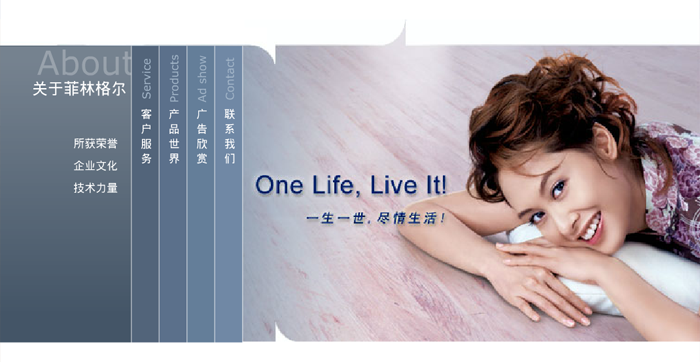 About
关于菲林格尔
所获荣誉
企业文化
技术力量
Service
客户服务
Products
产品世界
Ad show
广告欣赏
Contact
联系我们
One Life, Live It!
一生一世,尽情生活!